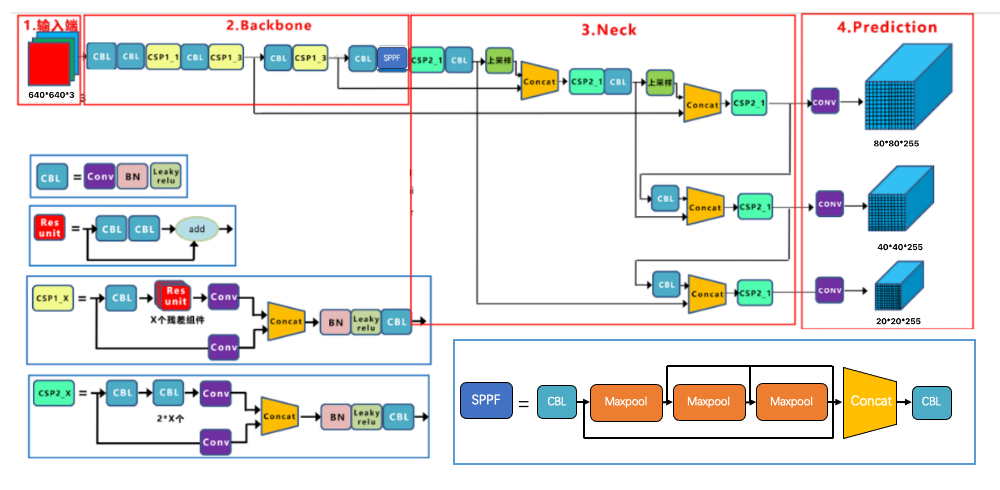 1.输入端
2.Backbone
3.Neck
4.Prediction
640*640*3
CBL CBL CSP1_1 CBL CSP1_3 CBL CSP1_3 CBL SPPF
CSP2_1 CBL 上采样 Concat CSP2_1 CBL 上采样 Concat CSP2_1
CONV
80*80*255
CBL Concat CSP2_1 CONV
40*40*255
CBL Concat CSP2_1 CONV
20*20*255
CBL = Conv BN Leaky relu
Res unit = CBL CBL add
CSP1_X = CBL Res unit Conv Concat BN Leaky relu CBL
X个残差组件
Conv
CSP2_X = CBL CBL Conv Concat BN Leaky relu CBL
2*X个
Conv
SPPF = CBL Maxpool Maxpool Maxpool Concat CBL